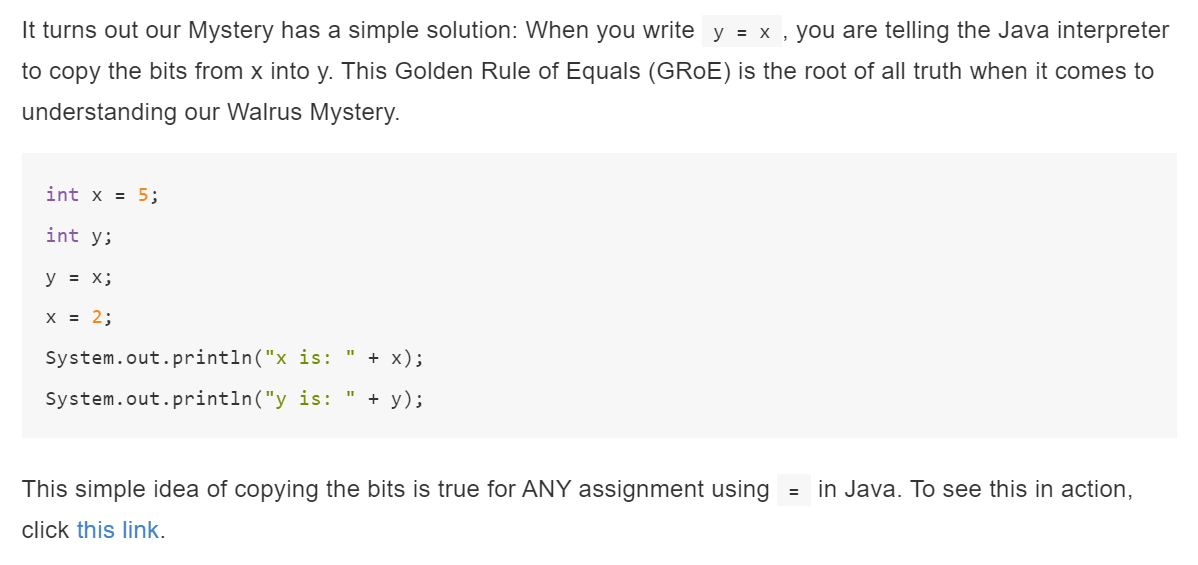 It turns out our Mystery has a simple solution: When you write y = x , you are telling the Java interpreter
to copy the bits from x into y. This Golden Rule of Equals (GRoE) is the root of all truth when it comes to
understanding our Walrus Mystery.
int x = 5;
int y;
y = x;
x = 2;
System.out.println("x is: " + x);
System.out.println("y is: " + y);
This simple idea of copying the bits is true for ANY assignment using = in Java. To see this in action,
click this link.